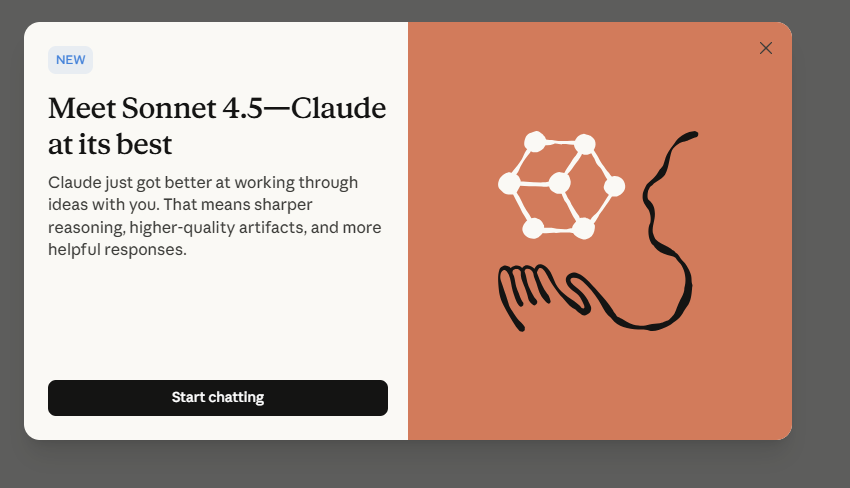 NEW
Meet Sonnet 4.5—Claude
at its best
Claude just got better at working through
ideas with you. That means sharper
reasoning, higher-quality artifacts, and more
helpful responses.
Start chatting